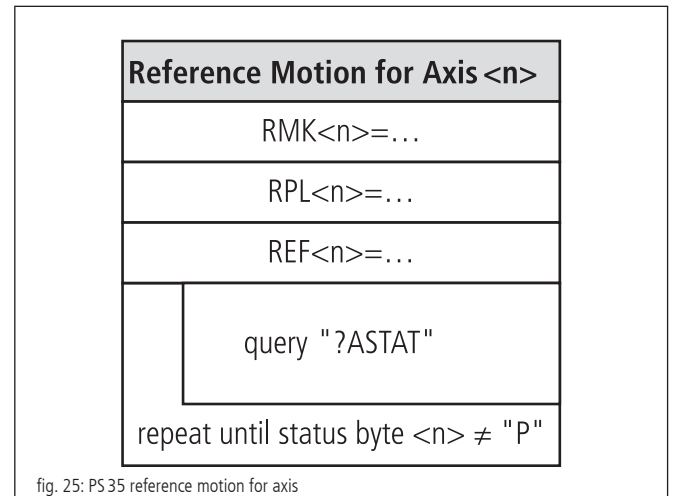 Reference Motion for Axis <n>
RMK<n>=...
RPL<n>=...
REF<n>=...
query "?ASTAT"
repeat until status byte <n> ≠ "P"
fig. 25: PS 35 reference motion for axis